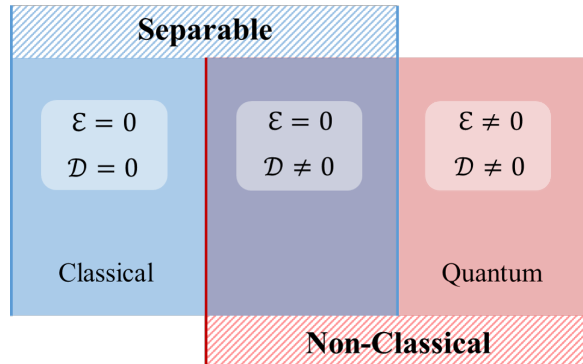 Separable
ℰ = 0
𝒟 = 0
ℰ = 0
𝒟 ≠ 0
ℰ ≠ 0
𝒟 ≠ 0
Classical
Quantum
Non-Classical